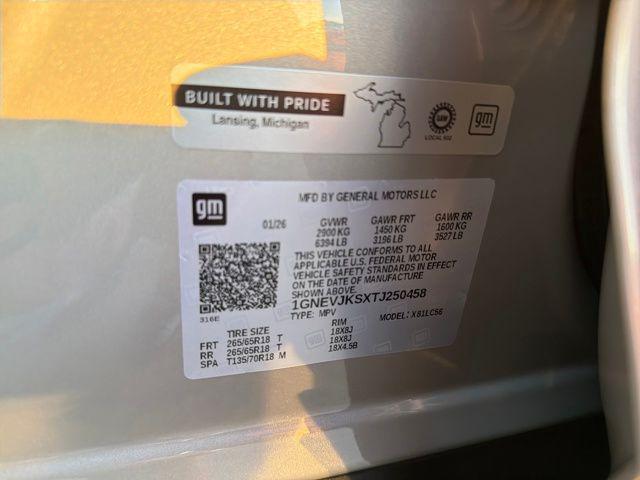 BUILT WITH PRIDE
Lansing, Michigan
UAW
LOCAL 602
gm
gm
MFD BY GENERAL MOTORS LLC
01/26 GVWR GAWR FRT GAWR RR
2900 KG 1450 KG 1600 KG
6394 LB 3196 LB 3527 LB
THIS VEHICLE CONFORMS TO ALL
APPLICABLE U.S. FEDERAL MOTOR
VEHICLE SAFETY STANDARDS IN EFFECT
ON THE DATE OF MANUFACTURE
SHOWN ABOVE.
1GNEVJKSXTJ250458
TYPE: MPV MODEL: X81LC56
316E
TIRE SIZE RIM
FRT 265/65R18 T 18X8J
RR 265/65R18 T 18X8J
SPA T135/70R18 M 18X4.5B